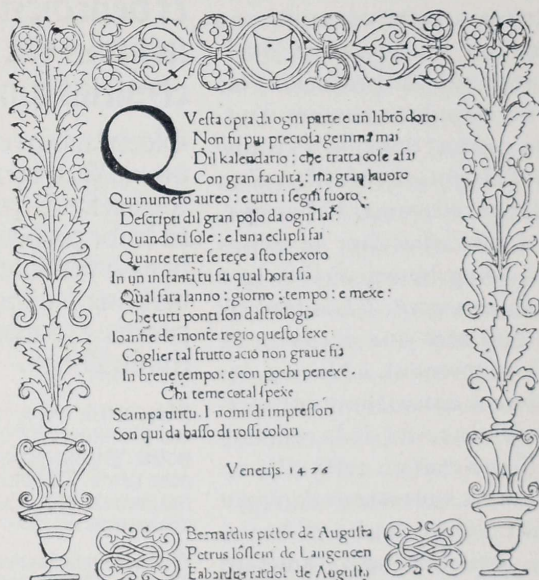 QVesta opra da ogni parte e un libro doro.
Non fu piu preciosa gemma mai
Dil kalendario: che tratta cose asai
Con gran facilita: ma gran lauoro
Qui numero aureo: e tutti i segni fuoro
Descripti dil gran polo da ogni lai:
Quando ti sole: e luna eclipsi fai
Quante terre se rege a sto thexoro
In un instanti tu sai qual hora sia
Qual sara lanno: giorno: tempo: e mexe:
Che tutti ponti son dastrologia
Ioanne de monte regio questo fexe
Coglier tal frutto acio non graue sia
In breue tempo: e con pochi penexe.
Chi teme cotal spexe
Scampa uirtu. I nomi di impressori
Son qui da basso di rossi colori
Venetijs. 1476
Bernardus pictor de Augusta
Petrus loslein de Langencen
Erhardus ratdolt de Augusta